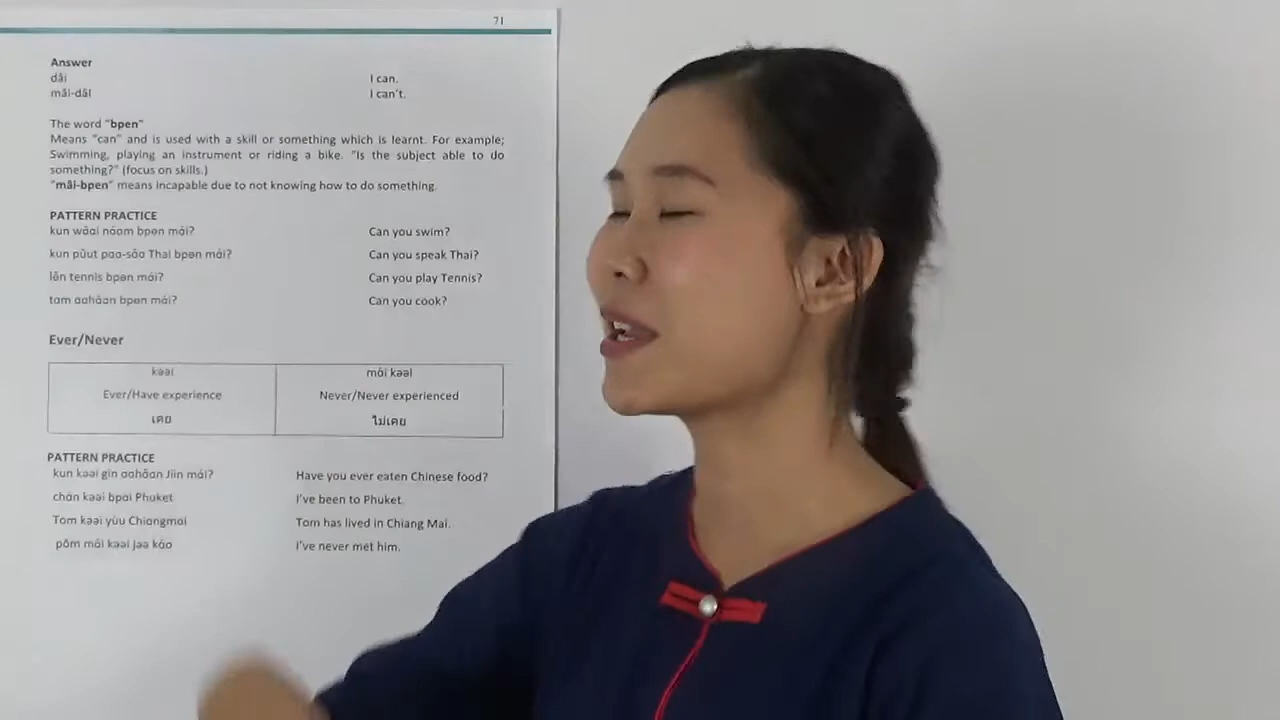 71
Answer
dâi I can.
mâi-dâi I can't.
The word "bpen"
Means "can" and is used with a skill or something which is learnt. For example;
Swimming, playing an instrument or riding a bike. "Is the subject able to do
something?" (focus on skills.)
"mâi-bpen" means incapable due to not knowing how to do something.
PATTERN PRACTICE
kun wâai náam bpen mái? Can you swim?
kun pûut paa-sǎa Thai bpen mái? Can you speak Thai?
lên tennis bpen mái? Can you play Tennis?
tam aahǎan bpen mái? Can you cook?
Ever/Never
kəəi mâi kəəi
Ever/Have experience Never/Never experienced
เคย ไม่เคย
PATTERN PRACTICE
kun kəəi gin aahǎan Jiin mái? Have you ever eaten Chinese food?
chán kəəi bpai Phuket I've been to Phuket.
Tom kəəi yùu Chiangmai Tom has lived in Chiang Mai.
pǒm mâi kəəi jəə káo I've never met him.